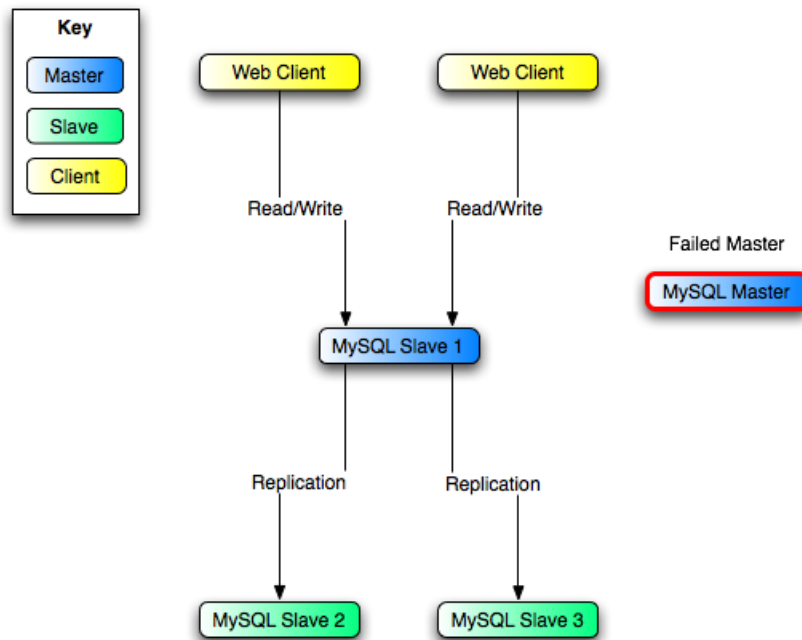 Key
Master
Slave
Client
Web Client
Web Client
Read/Write
Read/Write
Failed Master
MySQL Master
MySQL Slave 1
Replication
Replication
MySQL Slave 2
MySQL Slave 3